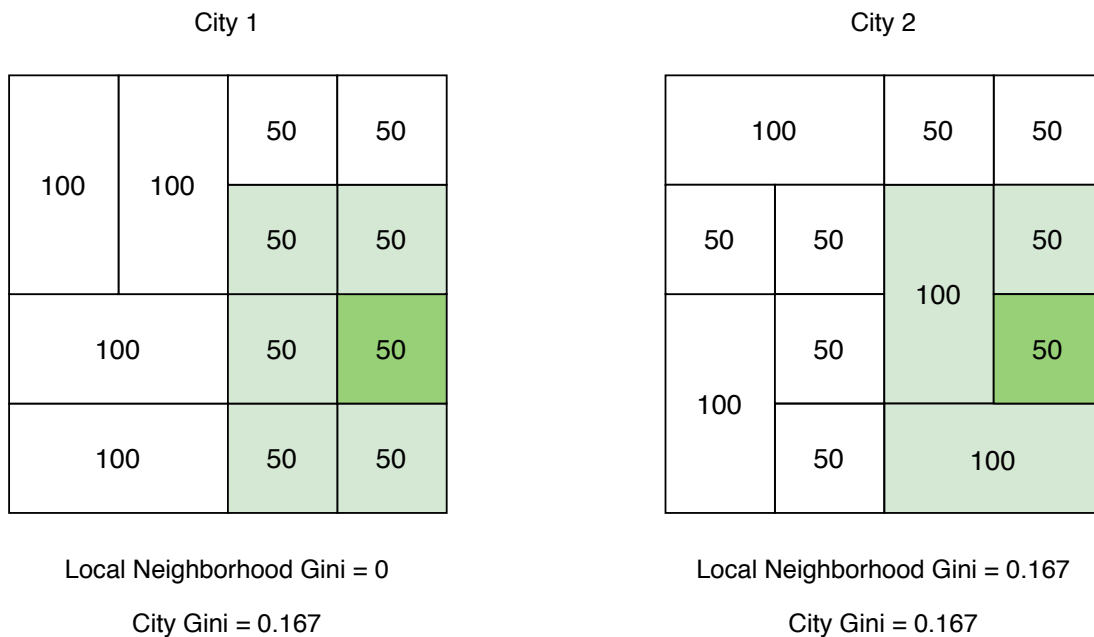 City 1
City 2
50 50
100 100
50 50
100 50 50
100 50 50
100 50 50
50 50 50
100
50 50
100
50 100
Local Neighborhood Gini = 0
City Gini = 0.167
Local Neighborhood Gini = 0.167
City Gini = 0.167